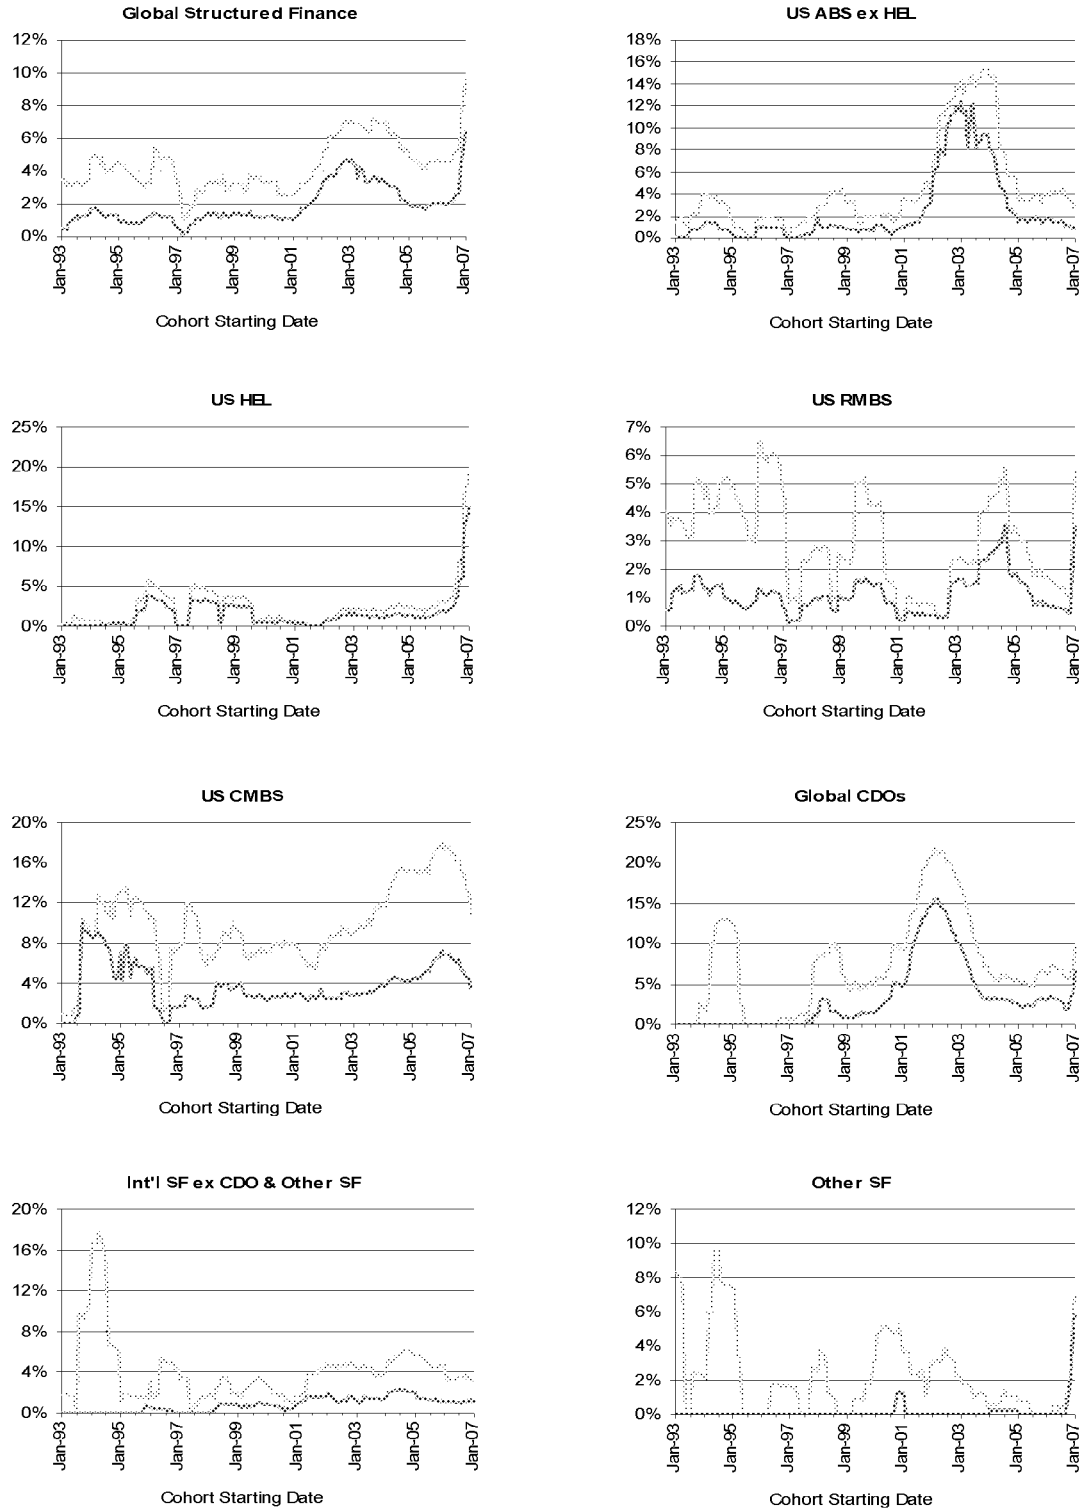 Global Structured Finance
12%
10%
8%
6%
4%
2%
0%
Jan-93
Jan-95
Jan-97
Jan-99
Jan-01
Jan-03
Jan-05
Jan-07
Cohort Starting Date
US ABS ex HEL
18%
16%
14%
12%
10%
8%
6%
4%
2%
0%
Jan-93
Jan-95
Jan-97
Jan-99
Jan-01
Jan-03
Jan-05
Jan-07
Cohort Starting Date
US HEL
25%
20%
15%
10%
5%
0%
Jan-93
Jan-95
Jan-97
Jan-99
Jan-01
Jan-03
Jan-05
Jan-07
Cohort Starting Date
US RMBS
7%
6%
5%
4%
3%
2%
1%
0%
Jan-93
Jan-95
Jan-97
Jan-99
Jan-01
Jan-03
Jan-05
Jan-07
Cohort Starting Date
US CMBS
20%
16%
12%
8%
4%
0%
Jan-93
Jan-95
Jan-97
Jan-99
Jan-01
Jan-03
Jan-05
Jan-07
Cohort Starting Date
Global CDOs
25%
20%
15%
10%
5%
0%
Jan-93
Jan-95
Jan-97
Jan-99
Jan-01
Jan-03
Jan-05
Jan-07
Cohort Starting Date
Int'l SF ex CDO & Other SF
20%
16%
12%
8%
4%
0%
Jan-93
Jan-95
Jan-97
Jan-99
Jan-01
Jan-03
Jan-05
Jan-07
Cohort Starting Date
Other SF
12%
10%
8%
6%
4%
2%
0%
Jan-93
Jan-95
Jan-97
Jan-99
Jan-01
Jan-03
Jan-05
Jan-07
Cohort Starting Date